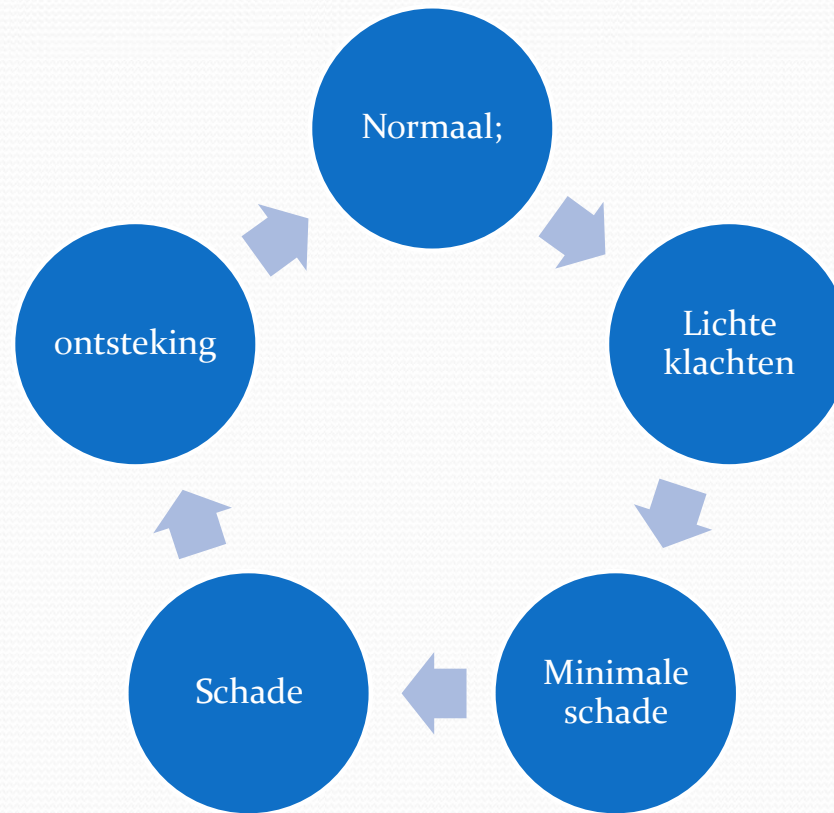 Normaal;
Lichte
klachten
Minimale
schade
Schade
ontsteking